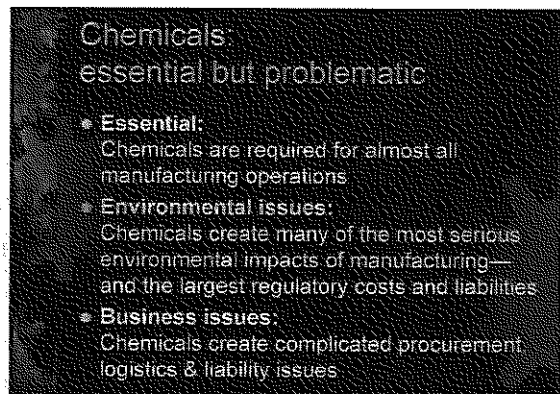 Chemicals:
essential but problematic
● Essential:
Chemicals are required for almost all
manufacturing operations
● Environmental issues:
Chemicals create many of the most serious
environmental impacts of manufacturing—
and the largest regulatory costs and liabilities
● Business issues:
Chemicals create complicated procurement
logistics & liability issues